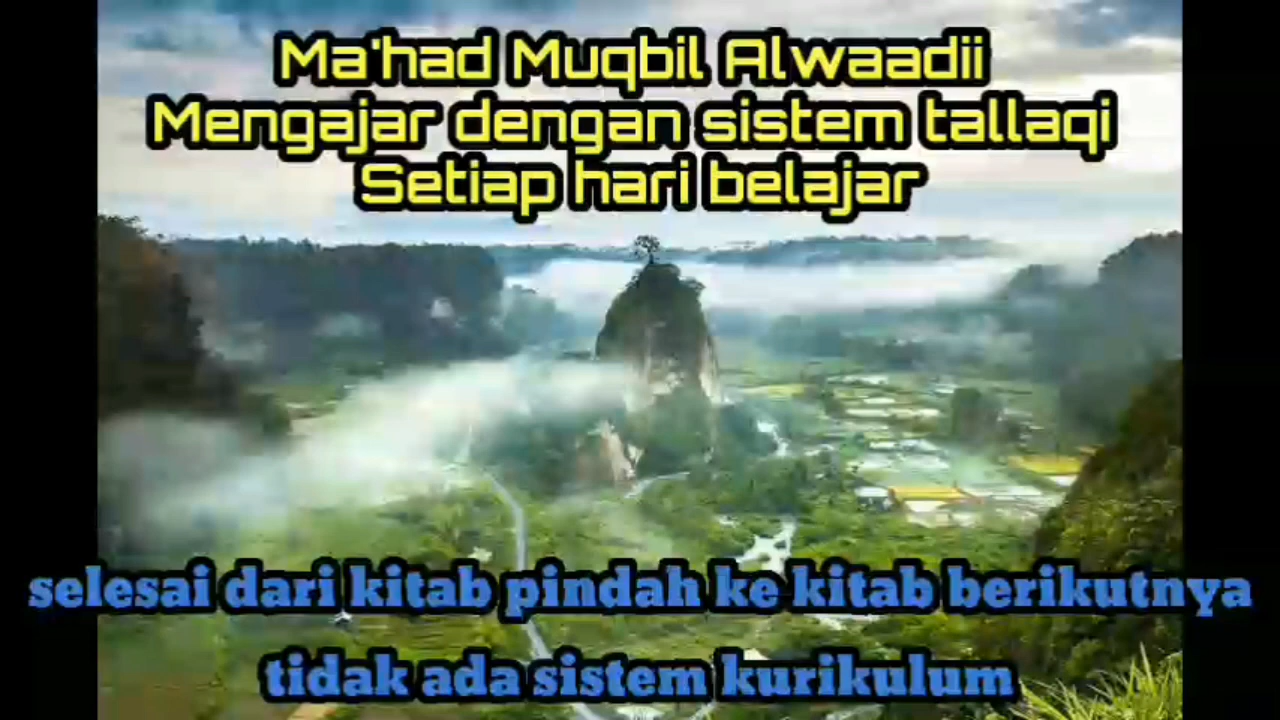 Ma'had Muqbil Alwaadii
Mengajar dengan sistem tallaqi
Setiap hari belajar
selesai dari kitab pindah ke kitab berikutnya
tidak ada sistem kurikulum